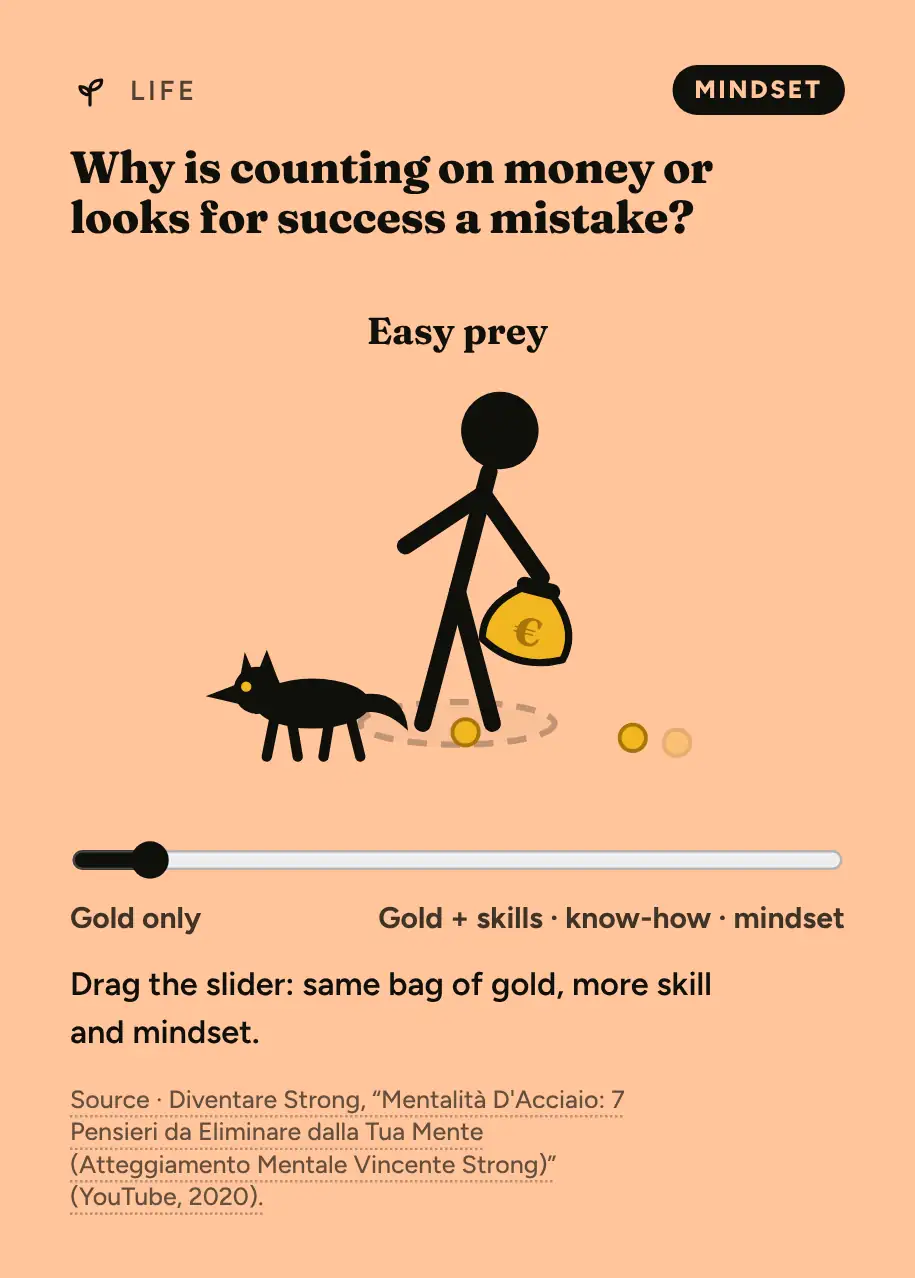 LIFE
MINDSET
Why is counting on money or
looks for success a mistake?
Easy prey
€
Gold only
Gold + skills · know-how · mindset
Drag the slider: same bag of gold, more skill
and mindset.
Source · Diventare Strong, “Mentalità D'Acciaio: 7
Pensieri da Eliminare dalla Tua Mente
(Atteggiamento Mentale Vincente Strong)”
(YouTube, 2020).